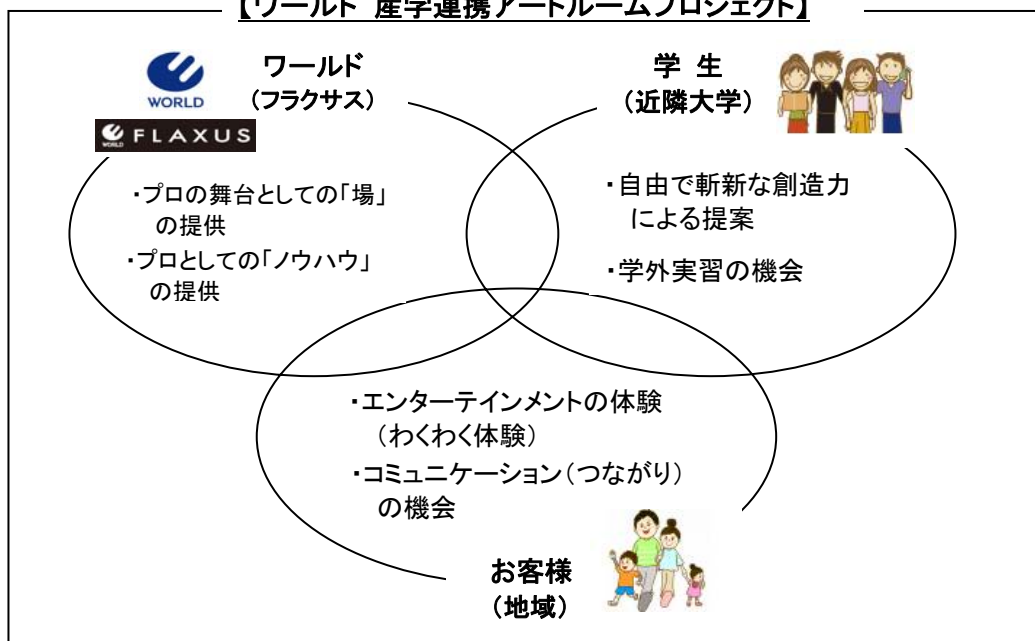 【ワールド 産学連携アートルームプロジェクト】
WORLD
ワールド
(フラクサス)
WORLD FLAXUS
・プロの舞台としての「場」
の提供
・プロとしての「ノウハウ」
の提供
学 生
(近隣大学)
・自由で斬新な創造力
による提案
・学外実習の機会
・エンターテインメントの体験
(わくわく体験)
・コミュニケーション(つながり)
の機会
お客様
(地域)